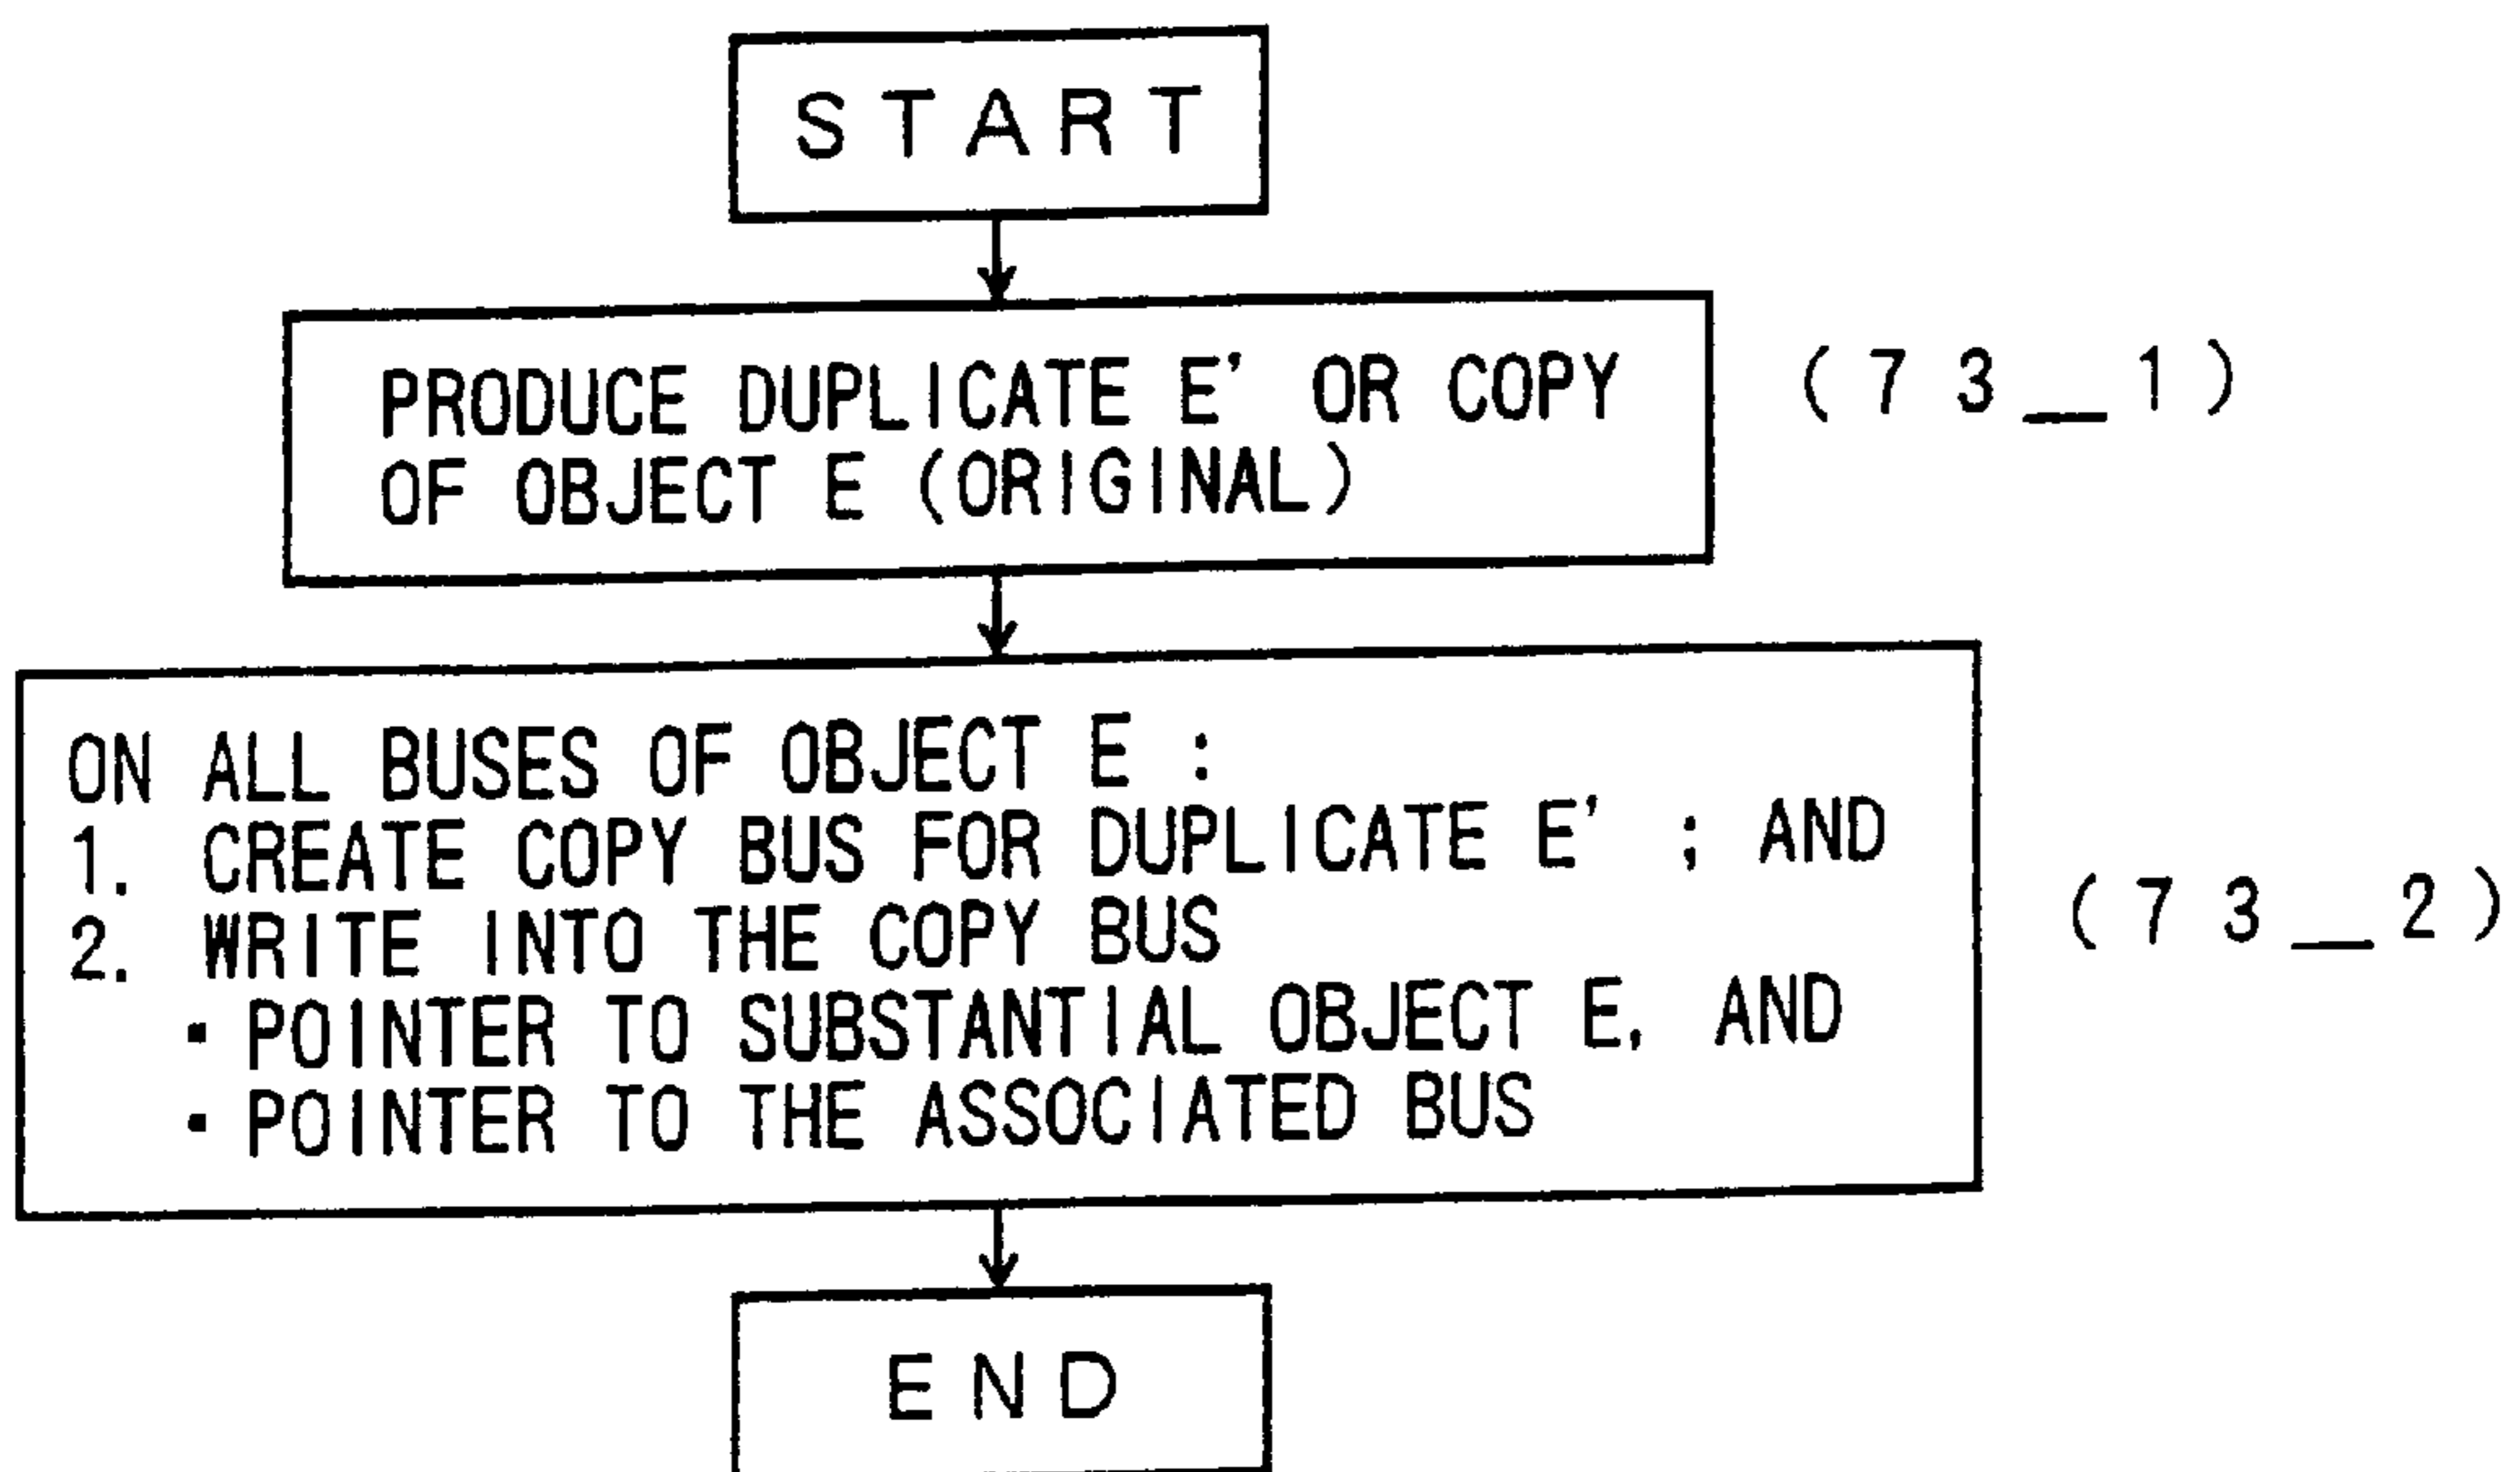 START
PRODUCE DUPLICATE E' OR COPY
OF OBJECT E (ORIGINAL)
(73_1)
ON ALL BUSES OF OBJECT E :
1. CREATE COPY BUS FOR DUPLICATE E' ; AND
2. WRITE INTO THE COPY BUS
▪ POINTER TO SUBSTANTIAL OBJECT E, AND
▪ POINTER TO THE ASSOCIATED BUS
(73_2)
END